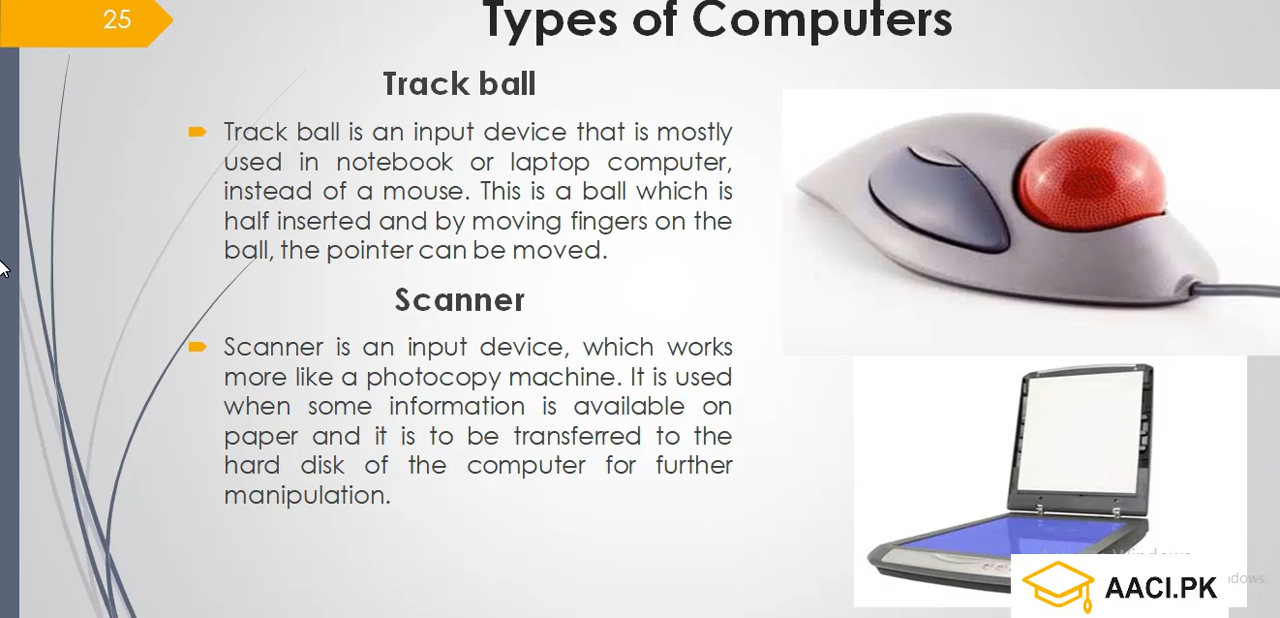 25
Types of Computers
Track ball
Track ball is an input device that is mostly
used in notebook or laptop computer,
instead of a mouse. This is a ball which is
half inserted and by moving fingers on the
ball, the pointer can be moved.
Scanner
Scanner is an input device, which works
more like a photocopy machine. It is used
when some information is available on
paper and it is to be transferred to the
hard disk of the computer for further
manipulation.
AACI.PK